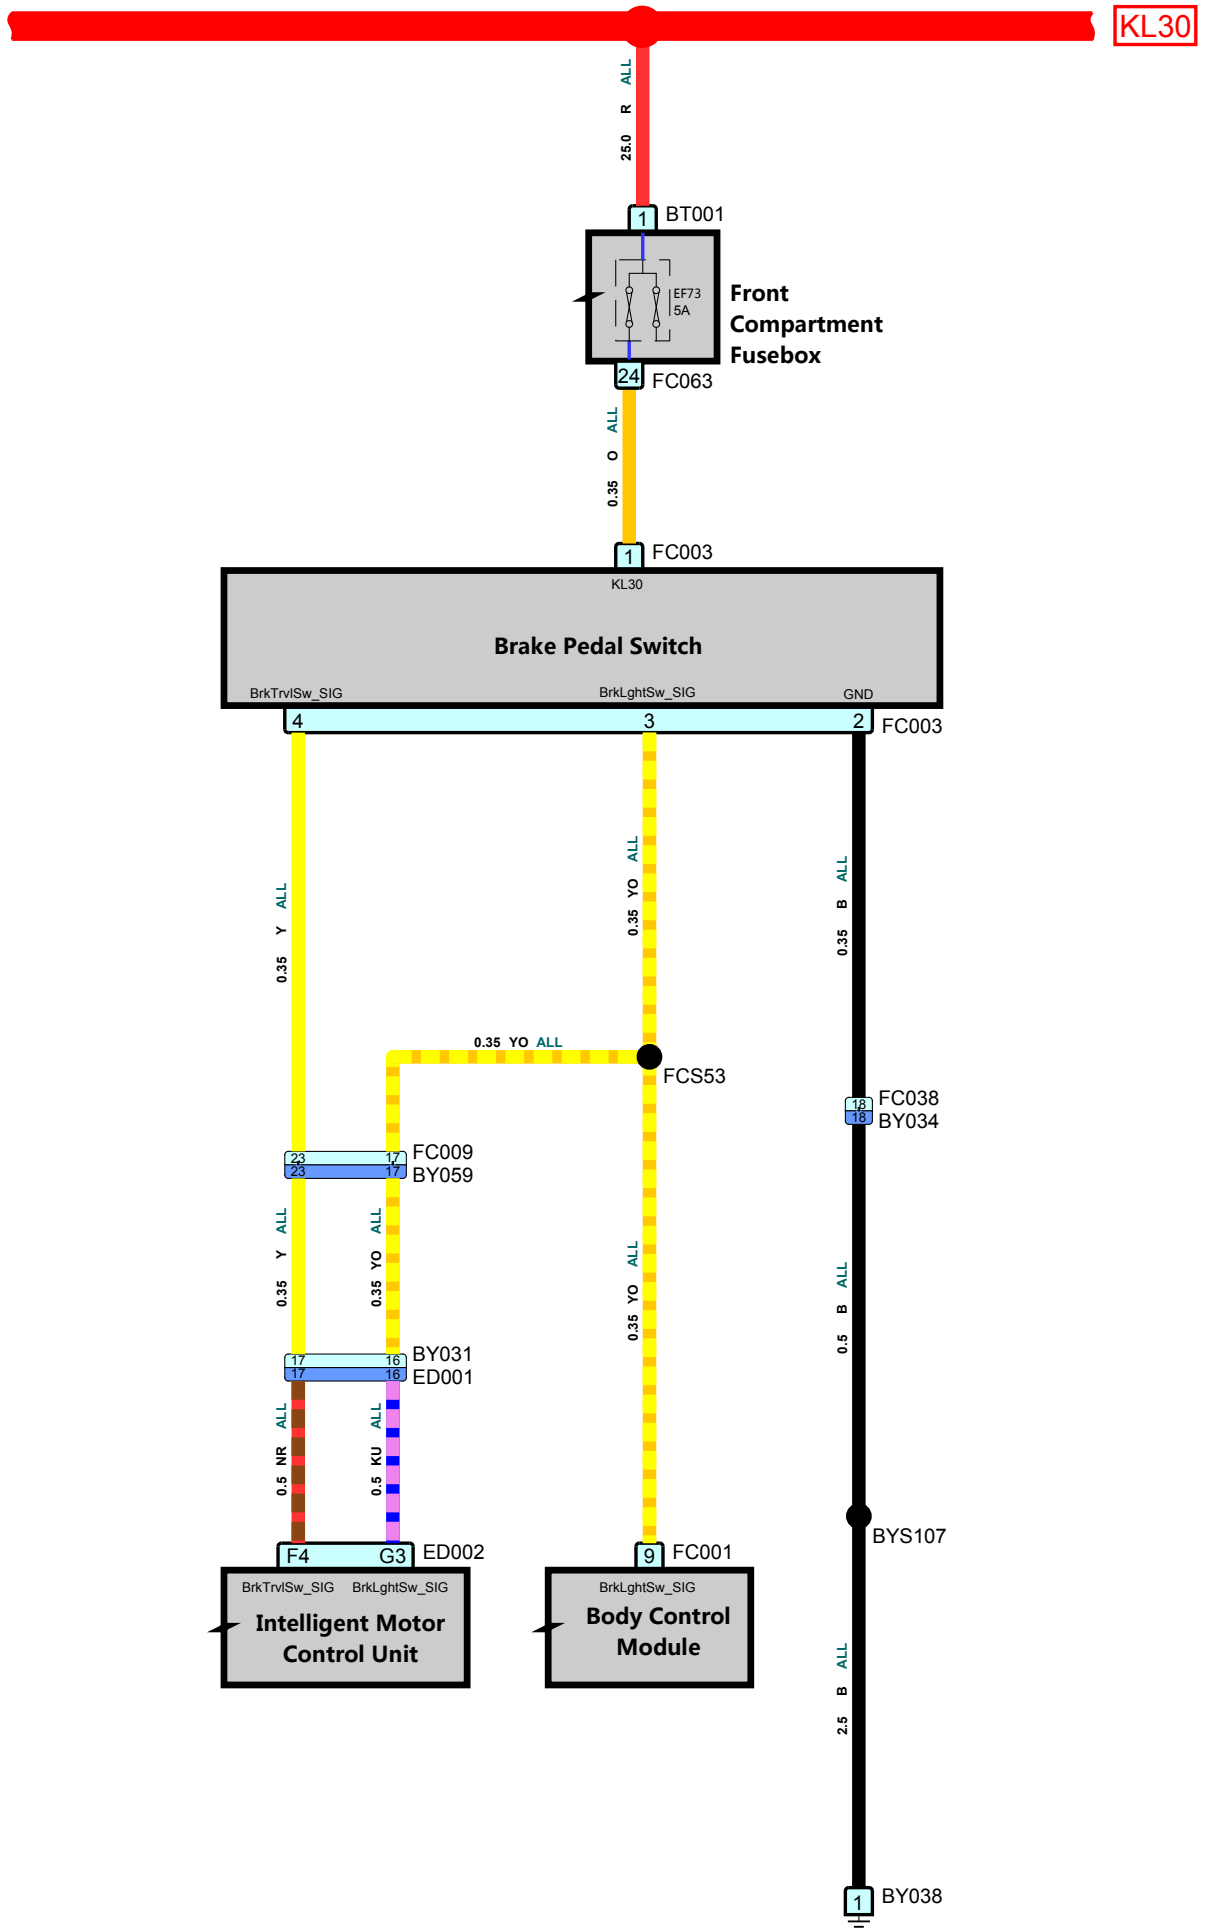 KL30
25.0 R ALL
1 BT001
EF73
5A
Front
Compartment
Fusebox
24 FC063
0.35 O ALL
1 FC003
KL30
Brake Pedal Switch
BrkTrvlSw_SIG BrkLghtSw_SIG GND
4 3 2 FC003
0.35 Y ALL
0.35 YO ALL
0.35 B ALL
0.35 YO ALL
FCS53
18 FC038
18 BY034
23 17 FC009
23 17 BY059
0.35 Y ALL
0.35 YO ALL
0.35 YO ALL
0.5 B ALL
17 16 BY031
17 16 ED001
0.5 NR ALL
0.5 KU ALL
BYS107
F4 G3 ED002
9 FC001
BrkTrvlSw_SIG BrkLghtSw_SIG
Intelligent Motor
Control Unit
BrkLghtSw_SIG
Body Control
Module
2.5 B ALL
1 BY038